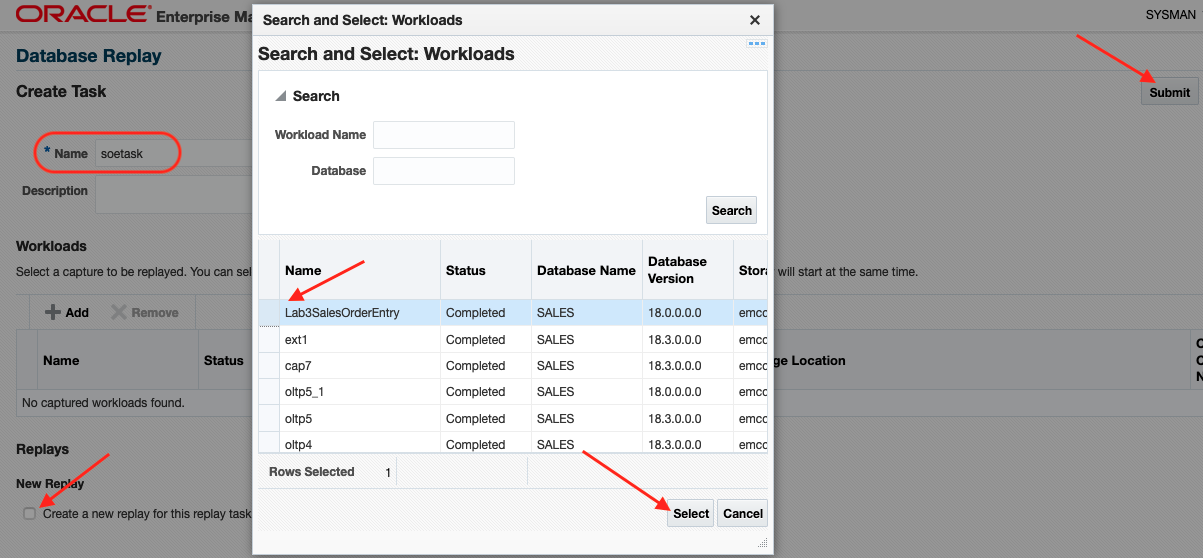 ORACLE Enterprise Ma
SYSMAN
Database Replay
Create Task
Submit
* Name soetask
Description
Workloads
Select a capture to be replayed. You can sel
will start at the same time.
Add Remove
Name Status ge Location C
O
N
No captured workloads found.
Replays
New Replay
Create a new replay for this replay task
Search and Select: Workloads
Search and Select: Workloads
Search
Workload Name
Database
Search
Name Status Database Name Database Version Stora
Lab3SalesOrderEntry Completed SALES 18.0.0.0.0 emcc
ext1 Completed SALES 18.3.0.0.0 emcc
cap7 Completed SALES 18.3.0.0.0 emcc
oltp5_1 Completed SALES 18.0.0.0.0 emcc
oltp5 Completed SALES 18.3.0.0.0 emcc
oltp4 Completed SALES 18.3.0.0.0 emcc
Rows Selected 1
Select Cancel